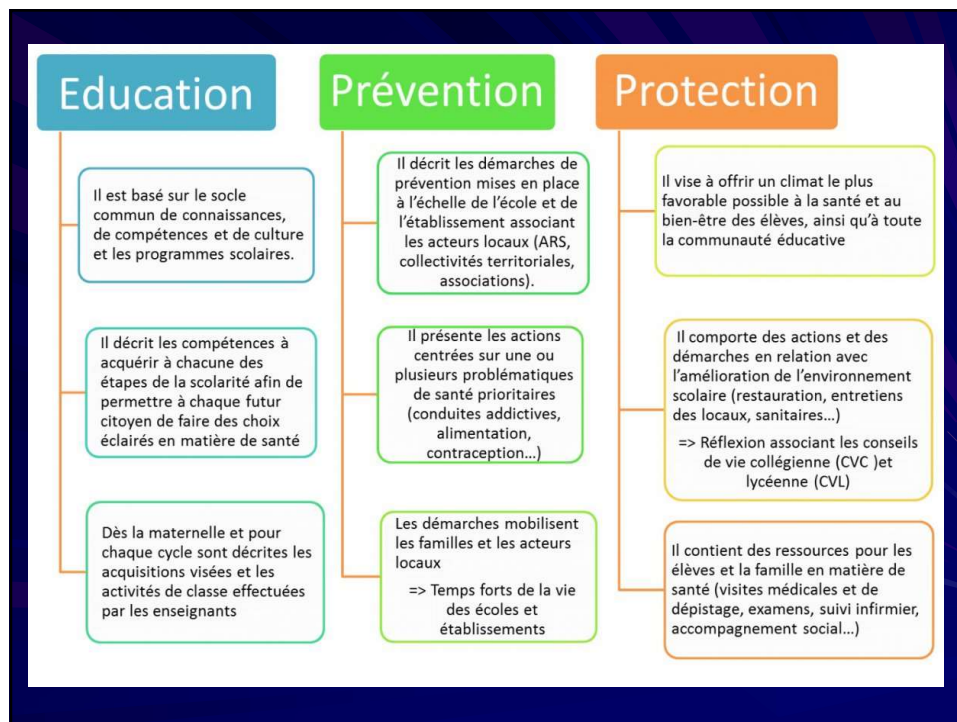 Education
Il est basé sur le socle
commun de connaissances,
de compétences et de culture
et les programmes scolaires.
Il décrit les compétences à
acquérir à chacune des
étapes de la scolarité afin de
permettre à chaque futur
citoyen de faire des choix
éclairés en matière de santé
Dès la maternelle et pour
chaque cycle sont décrites les
acquisitions visées et les
activités de classe effectuées
par les enseignants
Prévention
Il décrit les démarches de
prévention mises en place
à l'échelle de l'école et de
l'établissement associant
les acteurs locaux (ARS,
collectivités territoriales,
associations).
Il présente les actions
centrées sur une ou
plusieurs problématiques
de santé prioritaires
(conduites addictives,
alimentation,
contraception...)
Les démarches mobilisent
les familles et les acteurs
locaux
=> Temps forts de la vie
des écoles et
établissements
Protection
Il vise à offrir un climat le plus
favorable possible à la santé et au
bien-être des élèves, ainsi qu'à toute
la communauté éducative
Il comporte des actions et des
démarches en relation avec
l'amélioration de l'environnement
scolaire (restauration, entretiens
des locaux, sanitaires...)
=> Réflexion associant les conseils
de vie collégienne (CVC )et
lycéenne (CVL)
Il contient des ressources pour les
élèves et la famille en matière de
santé (visites médicales et de
dépistage, examens, suivi infirmier,
accompagnement social...)